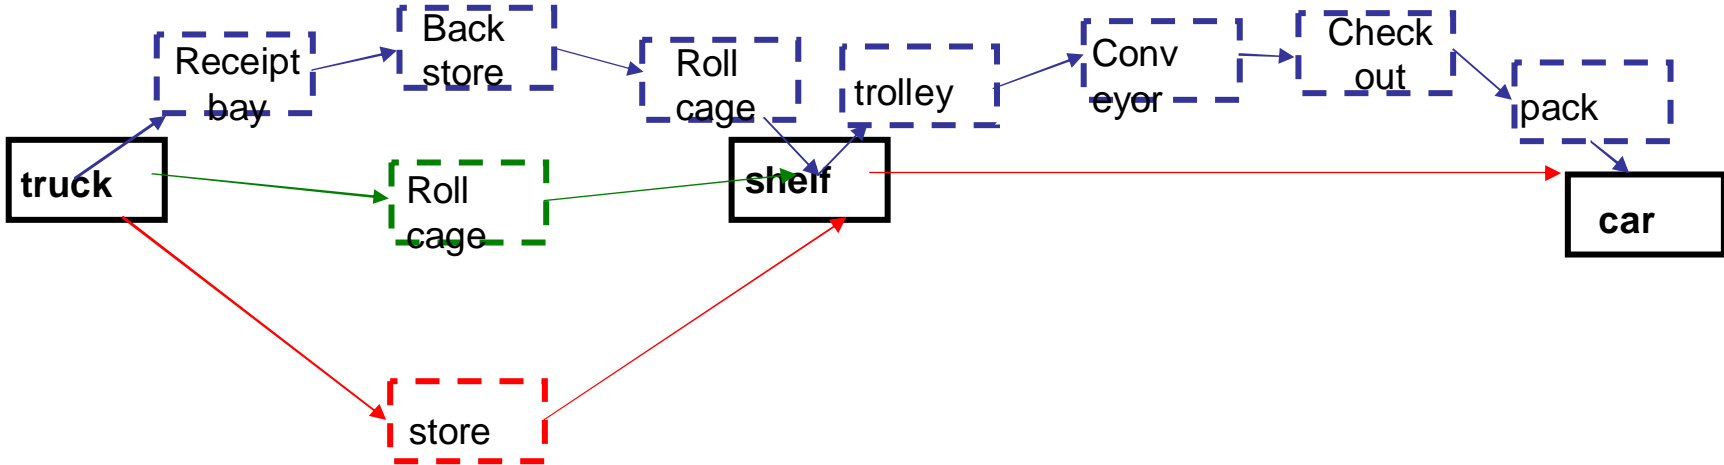 Receipt
bay
Back
store
Roll
cage
trolley
Conv
eyor
Check
out
pack
truck
Roll
cage
shelf
car
store